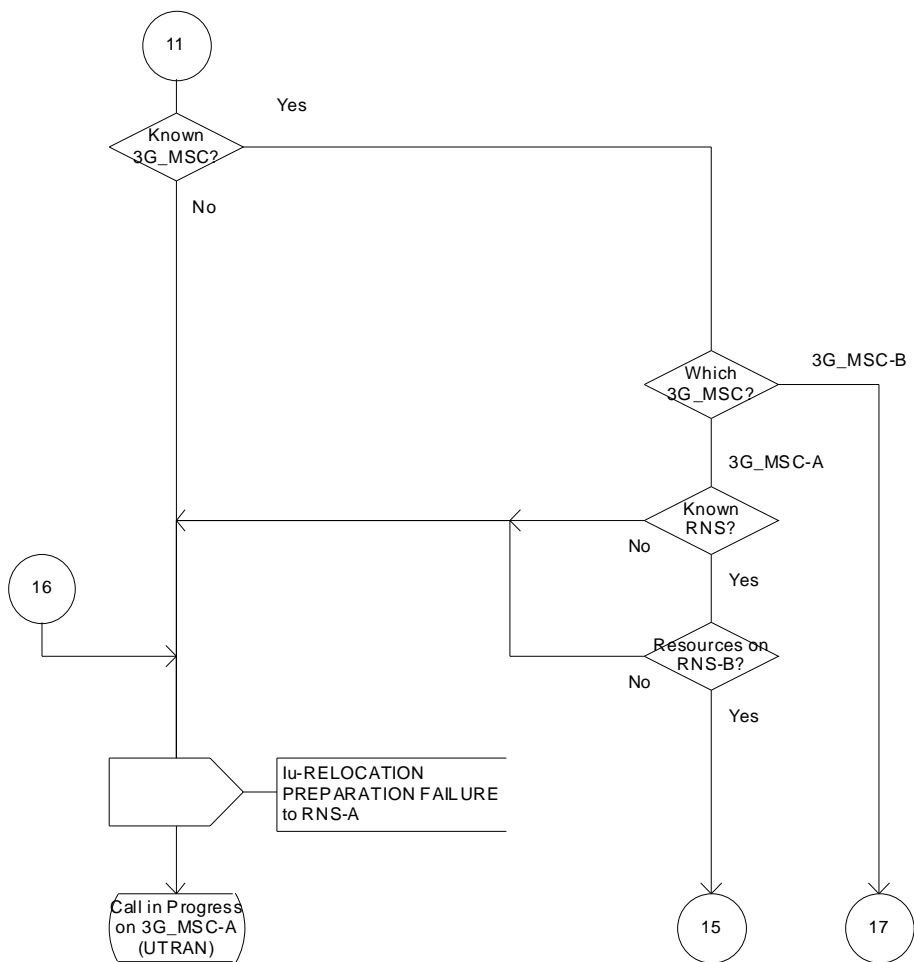 11
Yes
Known
3G_MSC?
No
3G_MSC-B
Which
3G_MSC?
3G_MSC-A
Known
RNS?
No
Yes
16
Resources on
RNS-B?
No
Yes
Iu-RELOCATION
PREPARATION FAILURE
to RNS-A
Call in Progress
on 3G_MSC-A
(UTRAN)
15
17